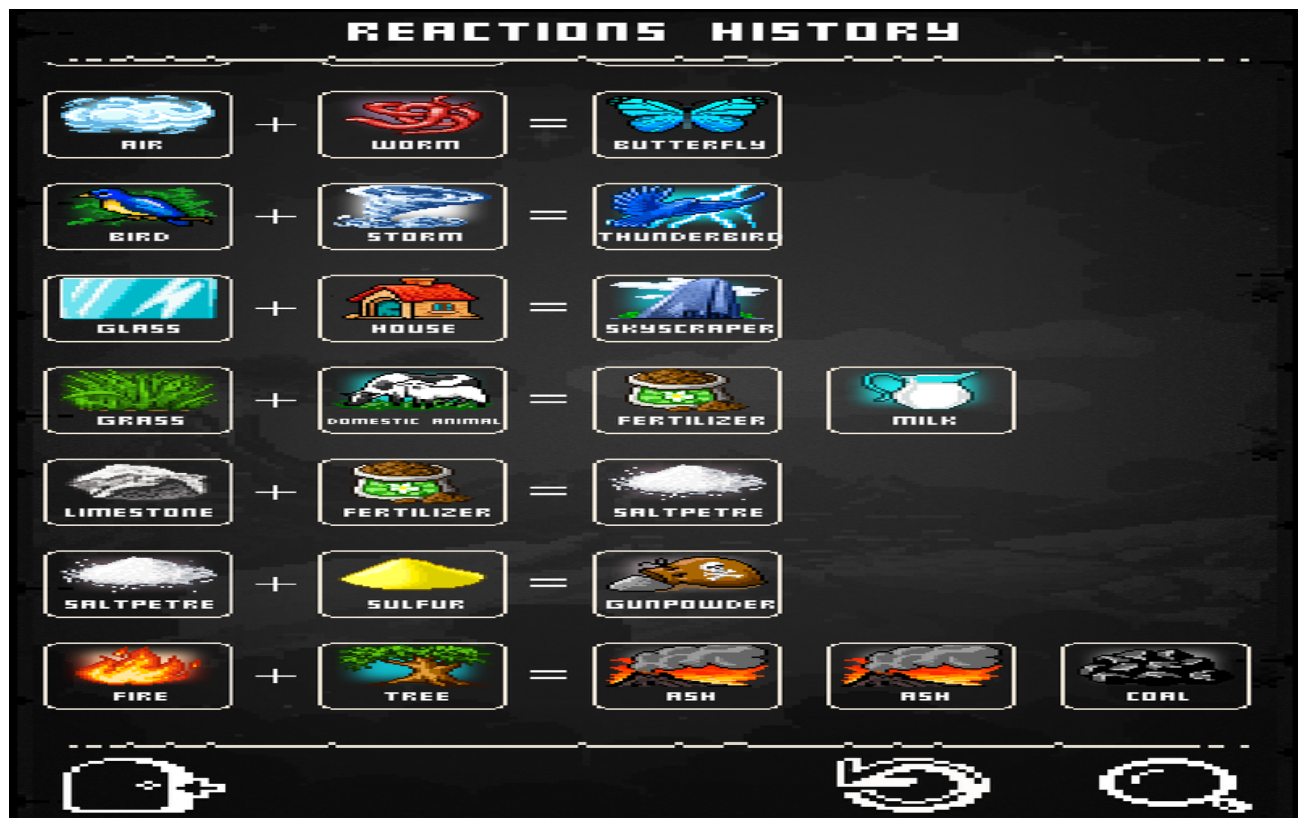 REACTIONS HISTORY
AIR + WORM = BUTTERFLY
BIRD + STORM = THUNDERBIRD
GLASS + HOUSE = SKYSCRAPER
GRASS + DOMESTIC ANIMAL = FERTILIZER MILK
LIMESTONE + FERTILIZER = SALTPETRE
SALTPETRE + SULFUR = GUNPOWDER
FIRE + TREE = ASH ASH COAL